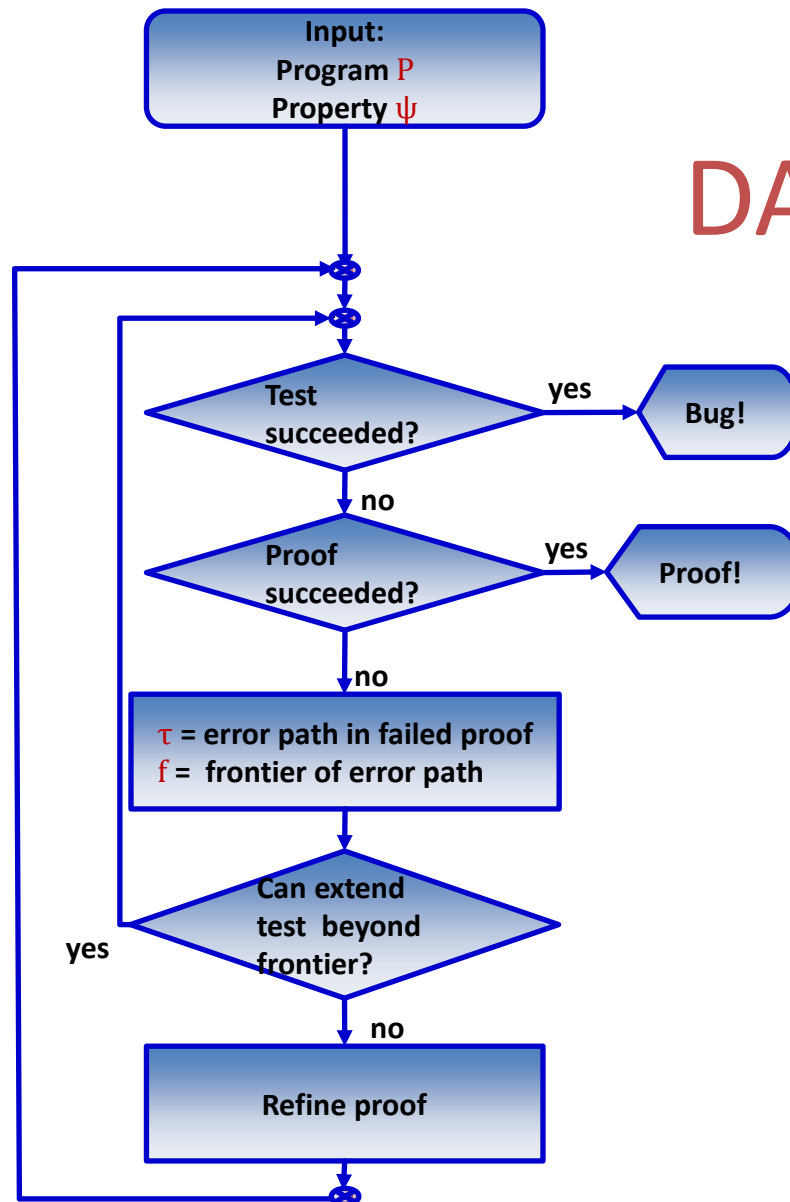 Input:
Program P
Property ψ
DA
Test
succeeded?
yes
Bug!
no
Proof
succeeded?
yes
Proof!
no
τ = error path in failed proof
f = frontier of error path
Can extend
test beyond
frontier?
yes
no
Refine proof